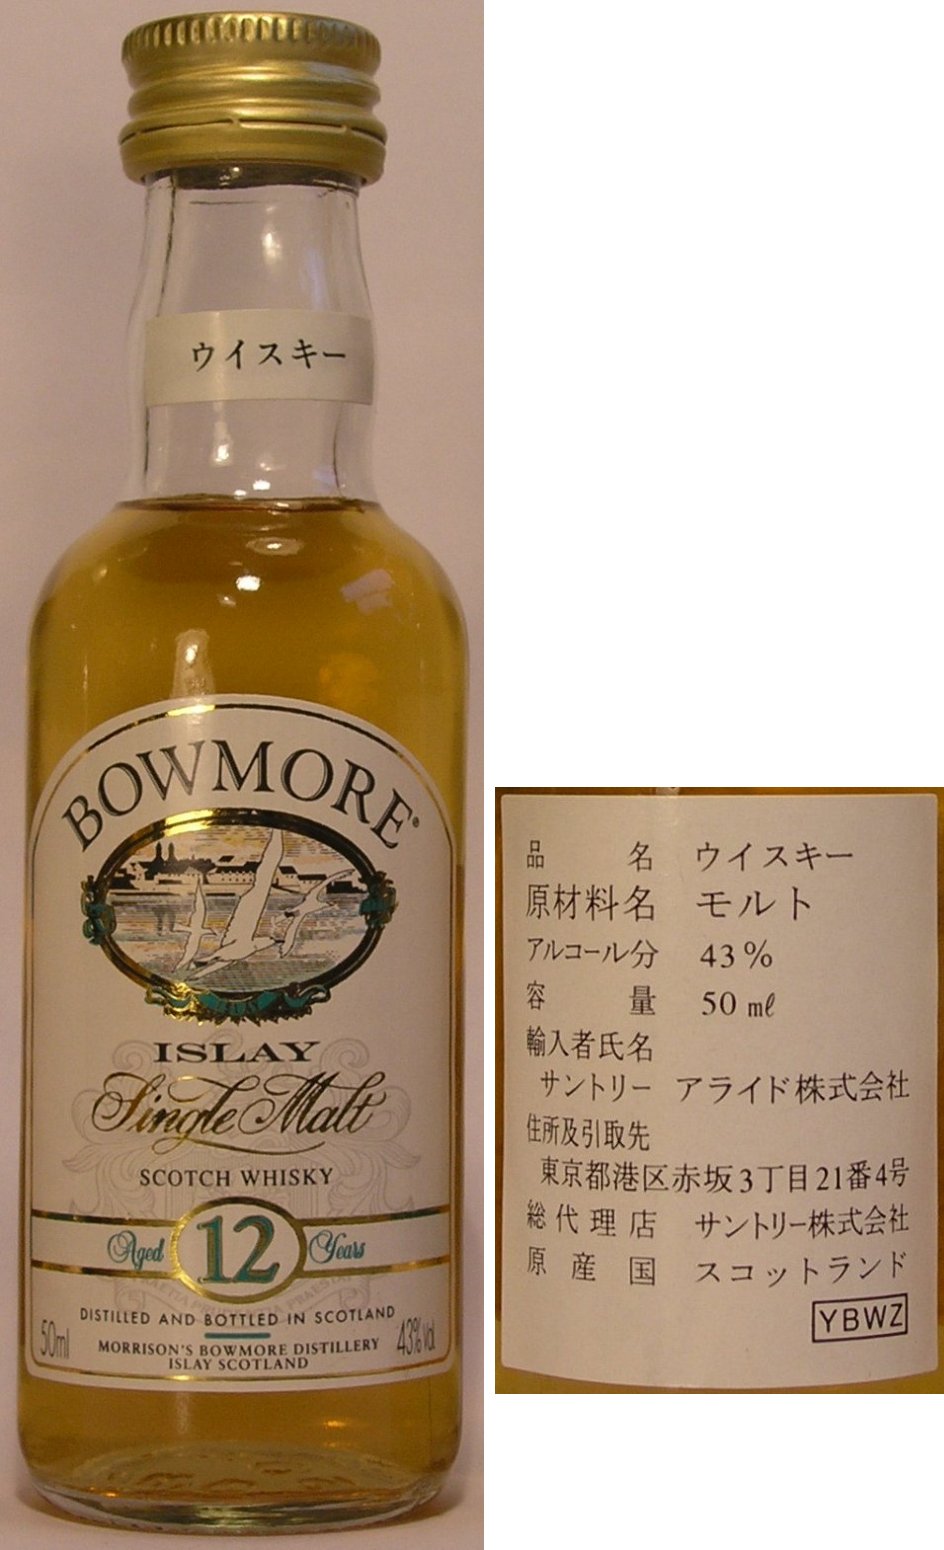 ウイスキー
BOWMORE®
ISLAY
Single Malt
SCOTCH WHISKY
Aged 12 Years
DISTILLED AND BOTTLED IN SCOTLAND
50ml
MORRISON'S BOWMORE DISTILLERY
43% Vol
ISLAY SCOTLAND
品名 ウイスキー
原材料名 モルト
アルコール分 43%
容量 50㎖
輸入者氏名
サントリー アライド株式会社
住所及引取先
東京都港区赤坂3丁目21番4号
総代理店 サントリー株式会社
原産国 スコットランド
YBWZ